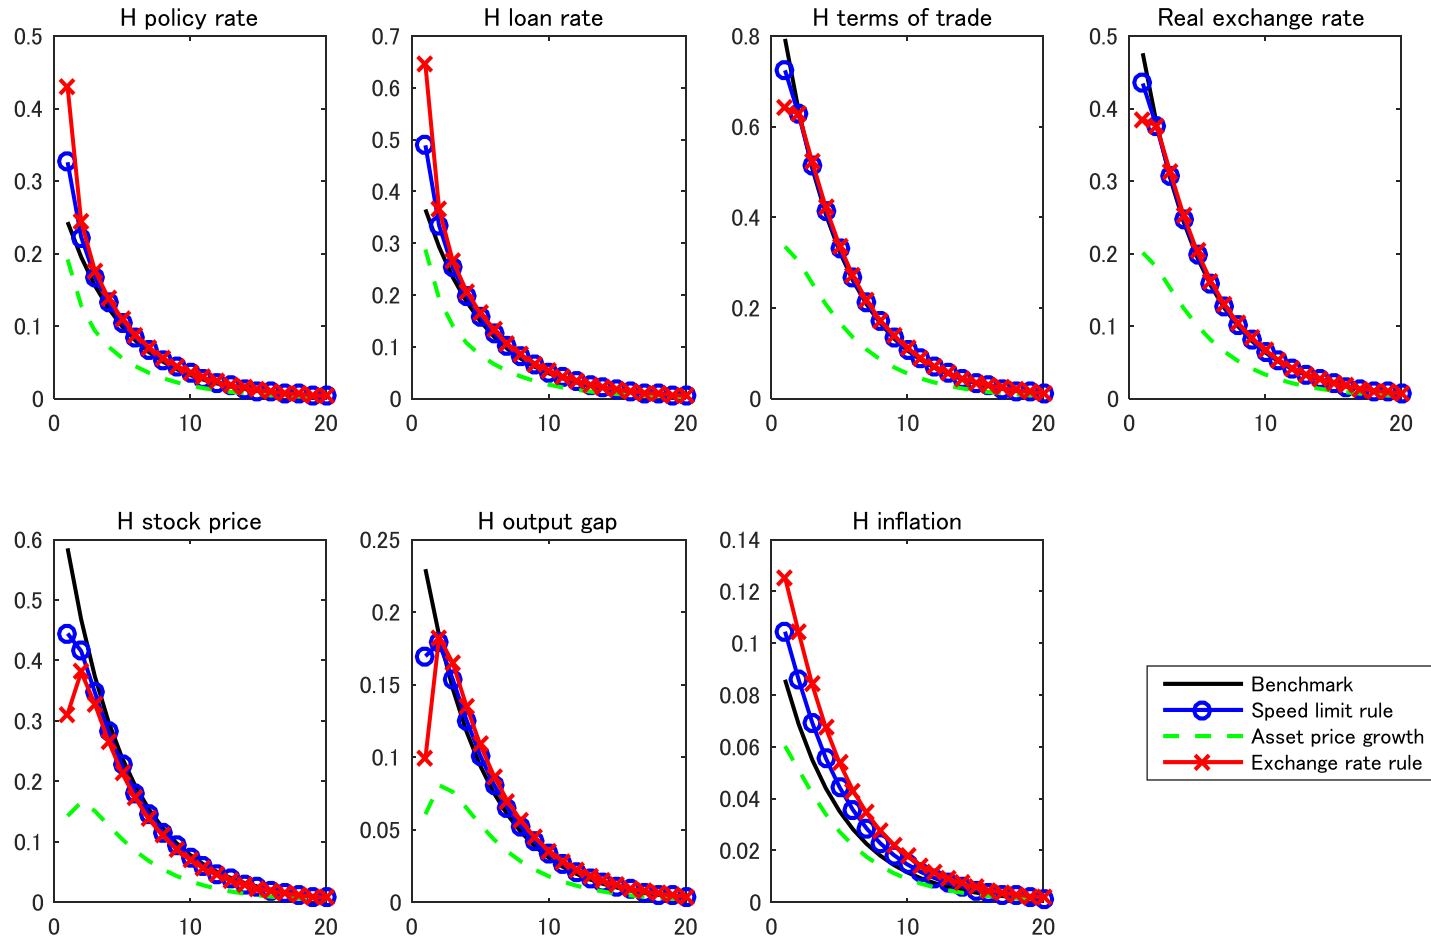 H policy rate
H loan rate
H terms of trade
Real exchange rate
0.5
0.4
0.3
0.2
0.1
0
0 10 20
0.7
0.6
0.5
0.4
0.3
0.2
0.1
0
0 10 20
0.8
0.6
0.4
0.2
0
0 10 20
0.5
0.4
0.3
0.2
0.1
0
0 10 20
H stock price
H output gap
H inflation
0.6
0.5
0.4
0.3
0.2
0.1
0
0 10 20
0.25
0.2
0.15
0.1
0.05
0
0 10 20
0.14
0.12
0.1
0.08
0.06
0.04
0.02
0
0 10 20
Benchmark
Speed limit rule
Asset price growth
Exchange rate rule